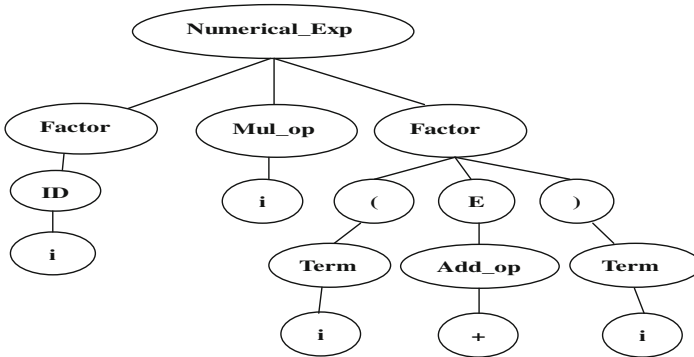 Numerical_Exp
Factor Mul_op Factor
ID i ( E )
i Term Add_op Term
i + i